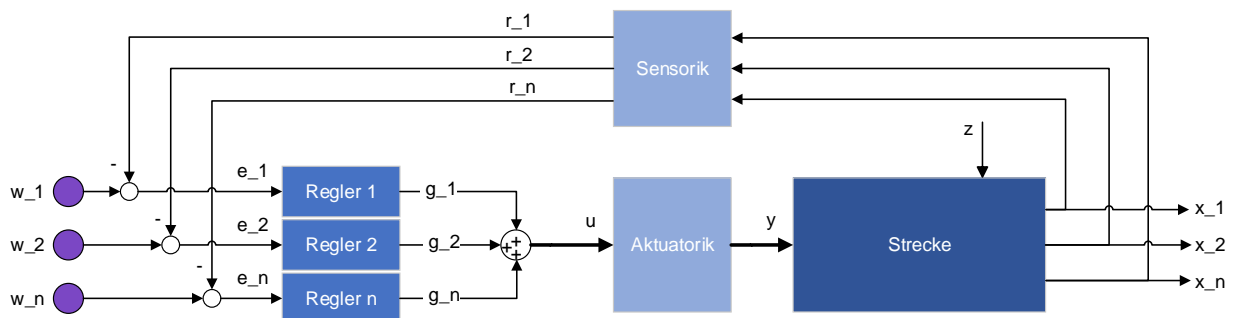 r_1
r_2
r_n
Sensorik
z
-
-
-
w_1
e_1
Regler 1
g_1
w_2
e_2
Regler 2
g_2
w_n
e_n
Regler n
g_n
+
+
+
u
Aktuatorik
y
Strecke
x_1
x_2
x_n